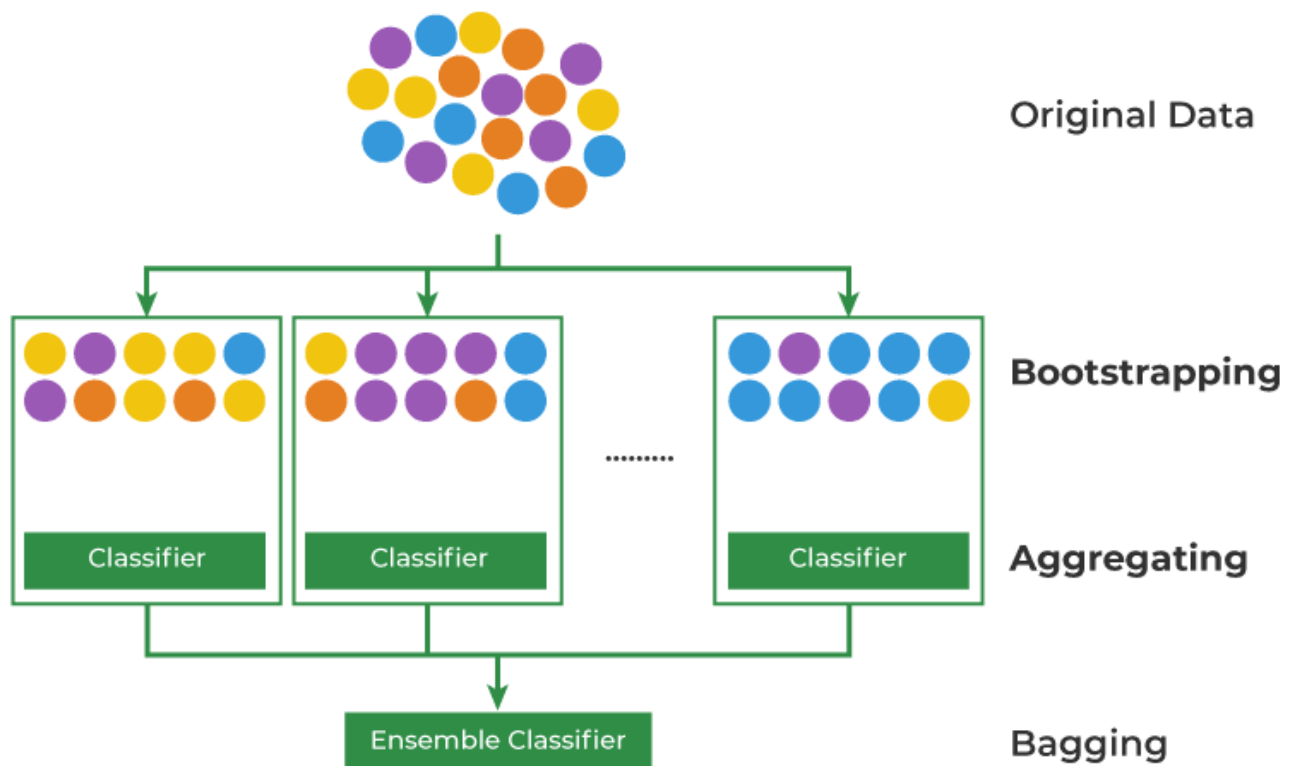 Original Data
Bootstrapping
.........
Classifier
Classifier
Classifier
Aggregating
Ensemble Classifier
Bagging